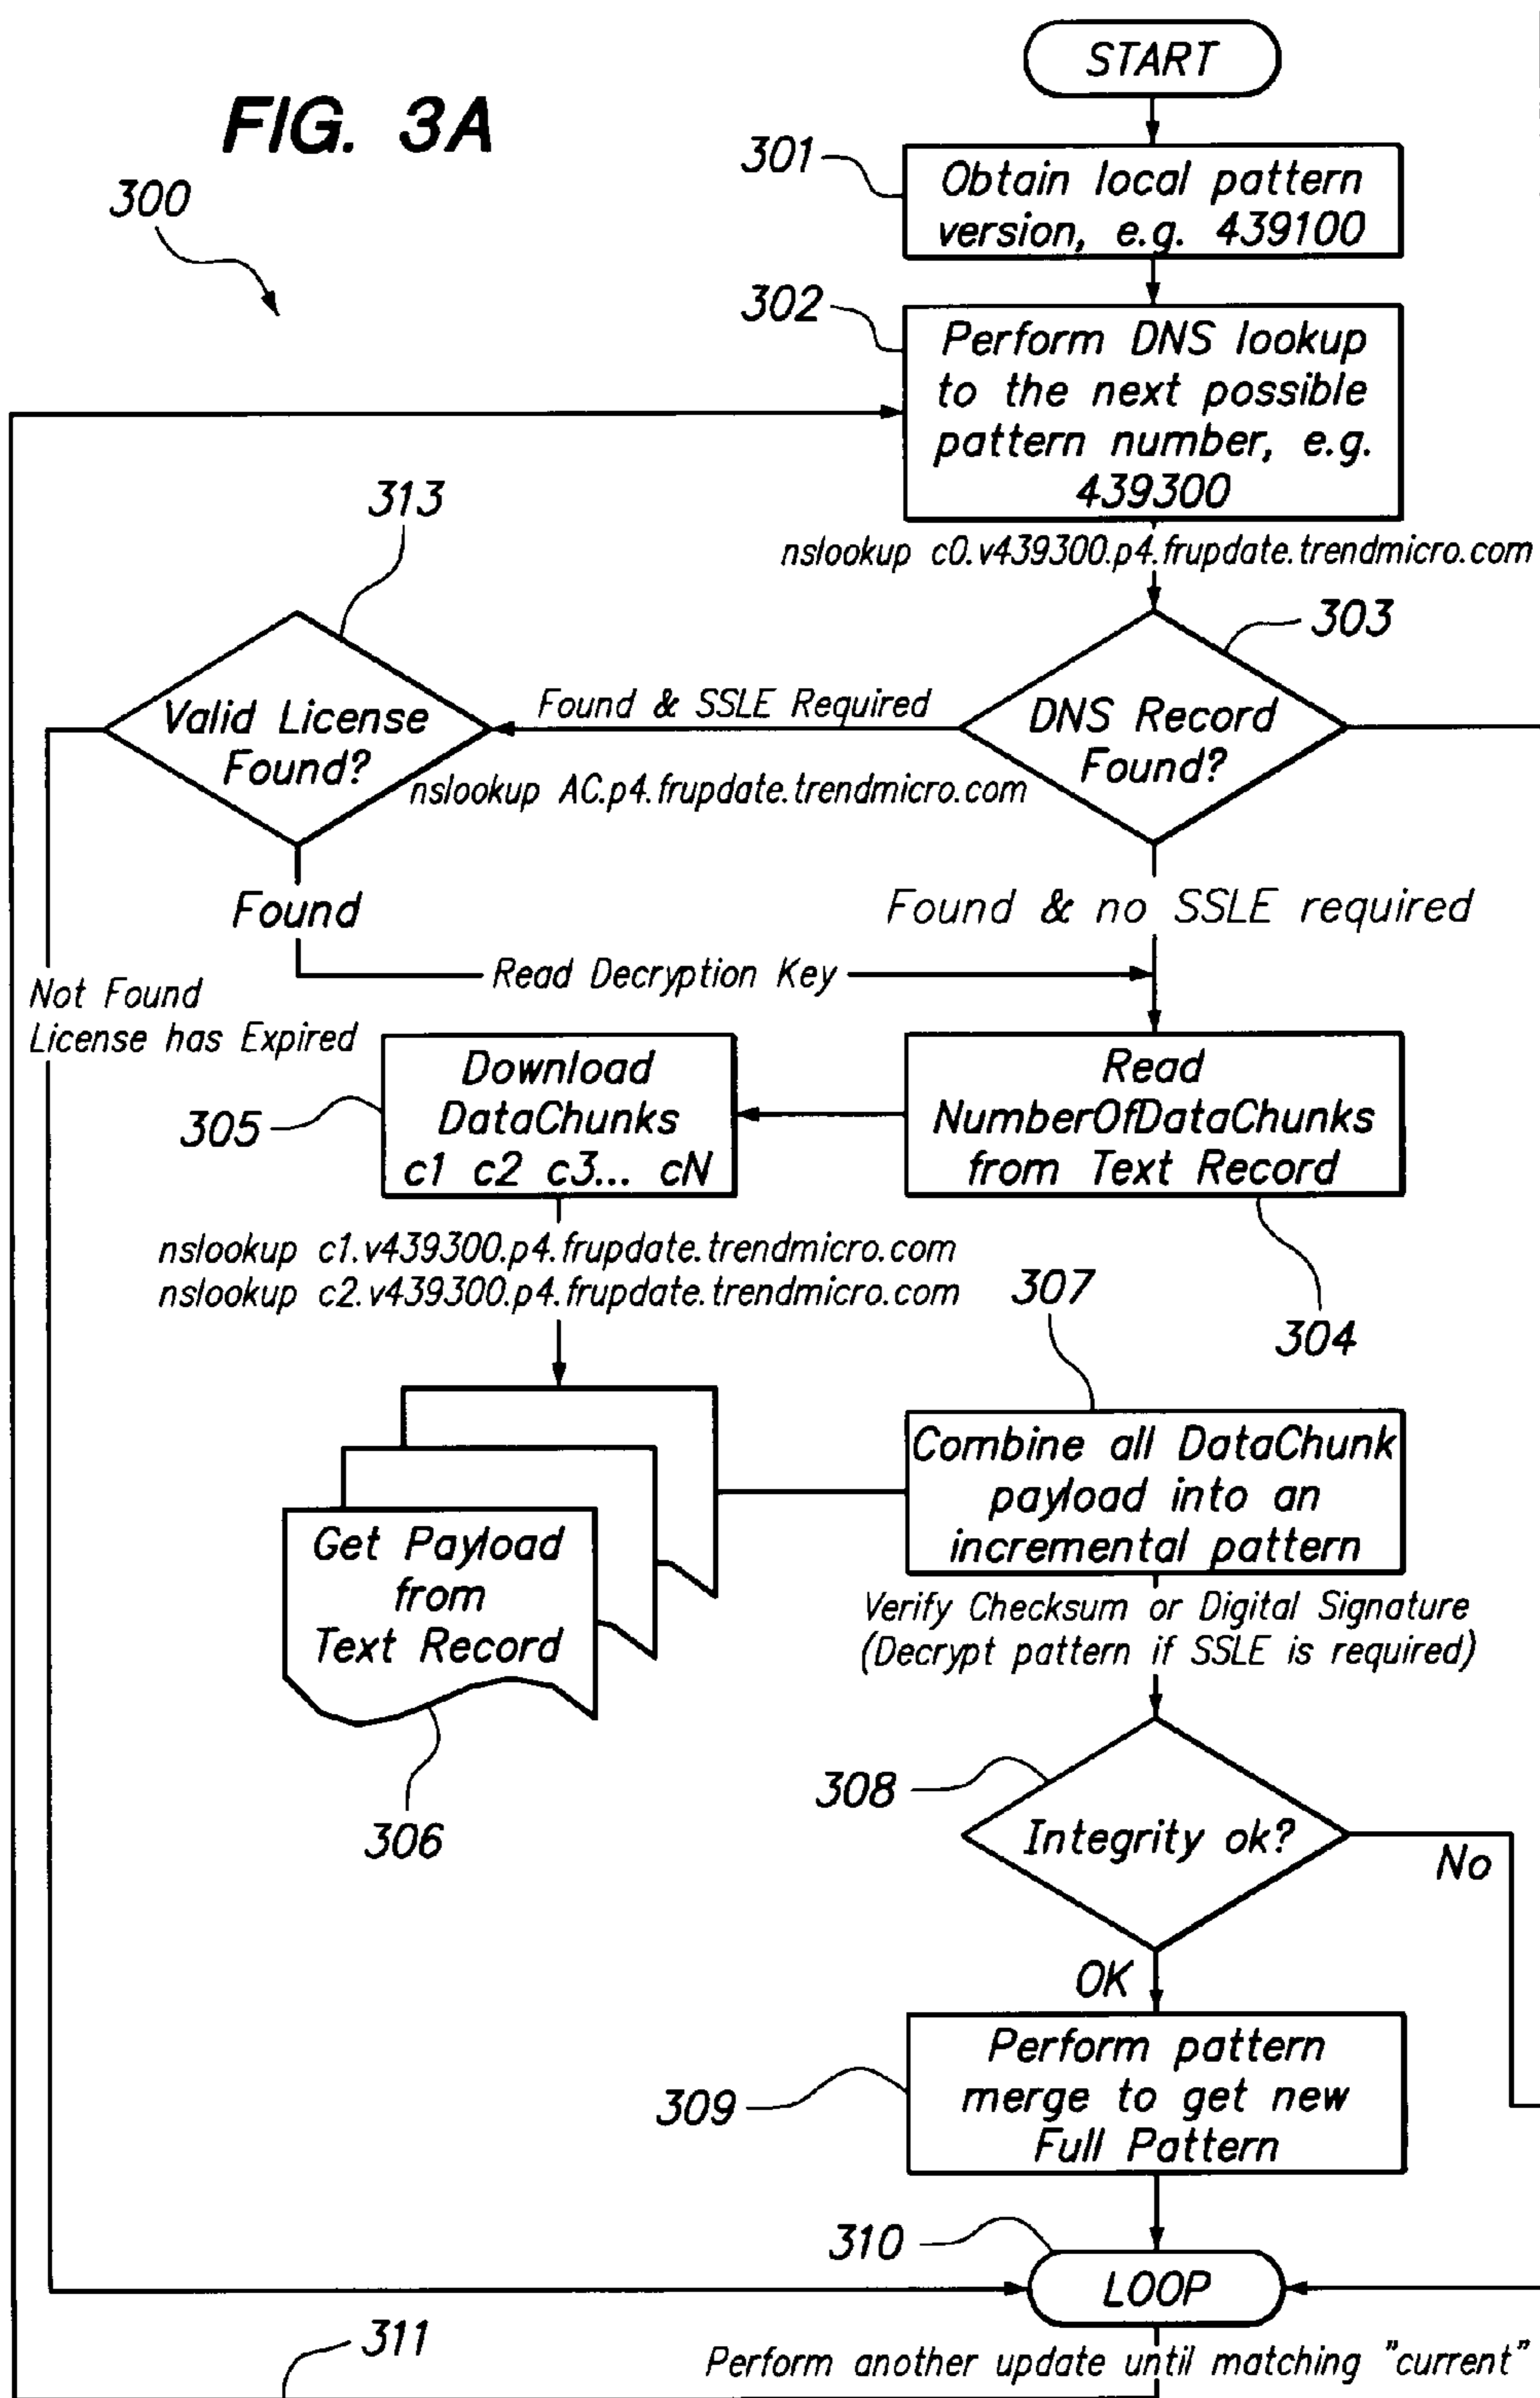 START
FIG. 3A
300
301
Obtain local pattern
version, e.g. 439100
302
Perform DNS lookup
to the next possible
pattern number, e.g.
439300
nslookup c0.v439300.p4.frupdate.trendmicro.com
313
303
Valid License
Found?
Found & SSLE Required
DNS Record
Found?
nslookup AC.p4.frupdate.trendmicro.com
Found
Found & no SSLE required
Read Decryption Key
Not Found
License has Expired
305
Download
DataChunks
c1 c2 c3... cN
Read
NumberOfDataChunks
from Text Record
304
nslookup c1.v439300.p4.frupdate.trendmicro.com
nslookup c2.v439300.p4.frupdate.trendmicro.com
307
Get Payload
from
Text Record
306
Combine all DataChunk
payload into an
incremental pattern
Verify Checksum or Digital Signature
(Decrypt pattern if SSLE is required)
308
Integrity ok?
No
OK
309
Perform pattern
merge to get new
Full Pattern
310
LOOP
311
Perform another update until matching "current"